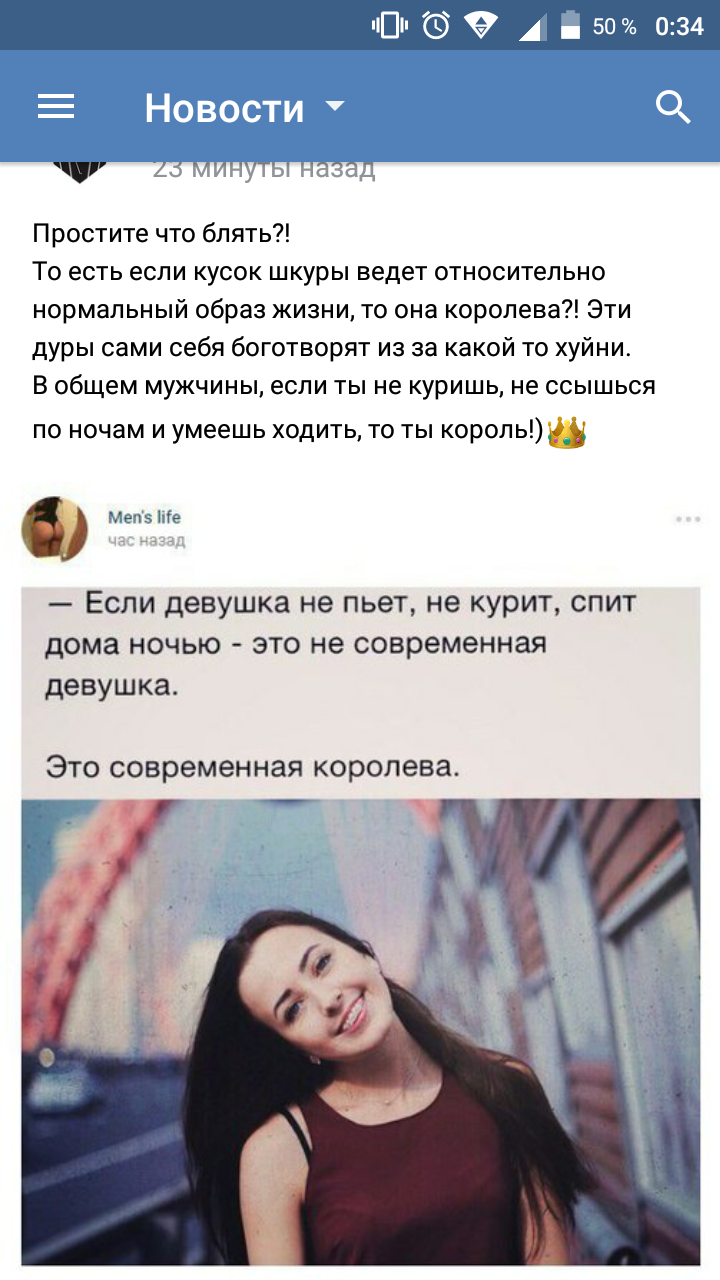 50 % 0:34
Новости
23 минуты назад
Простите что блять?!
То есть если кусок шкуры ведет относительно
нормальный образ жизни, то она королева?! Эти
дуры сами себя боготворят из за какой то хуйни.
В общем мужчины, если ты не куришь, не ссышься
по ночам и умеешь ходить, то ты король!)👑
Men's life
час назад
— Если девушка не пьет, не курит, спит
дома ночью - это не современная
девушка.
Это современная королева.